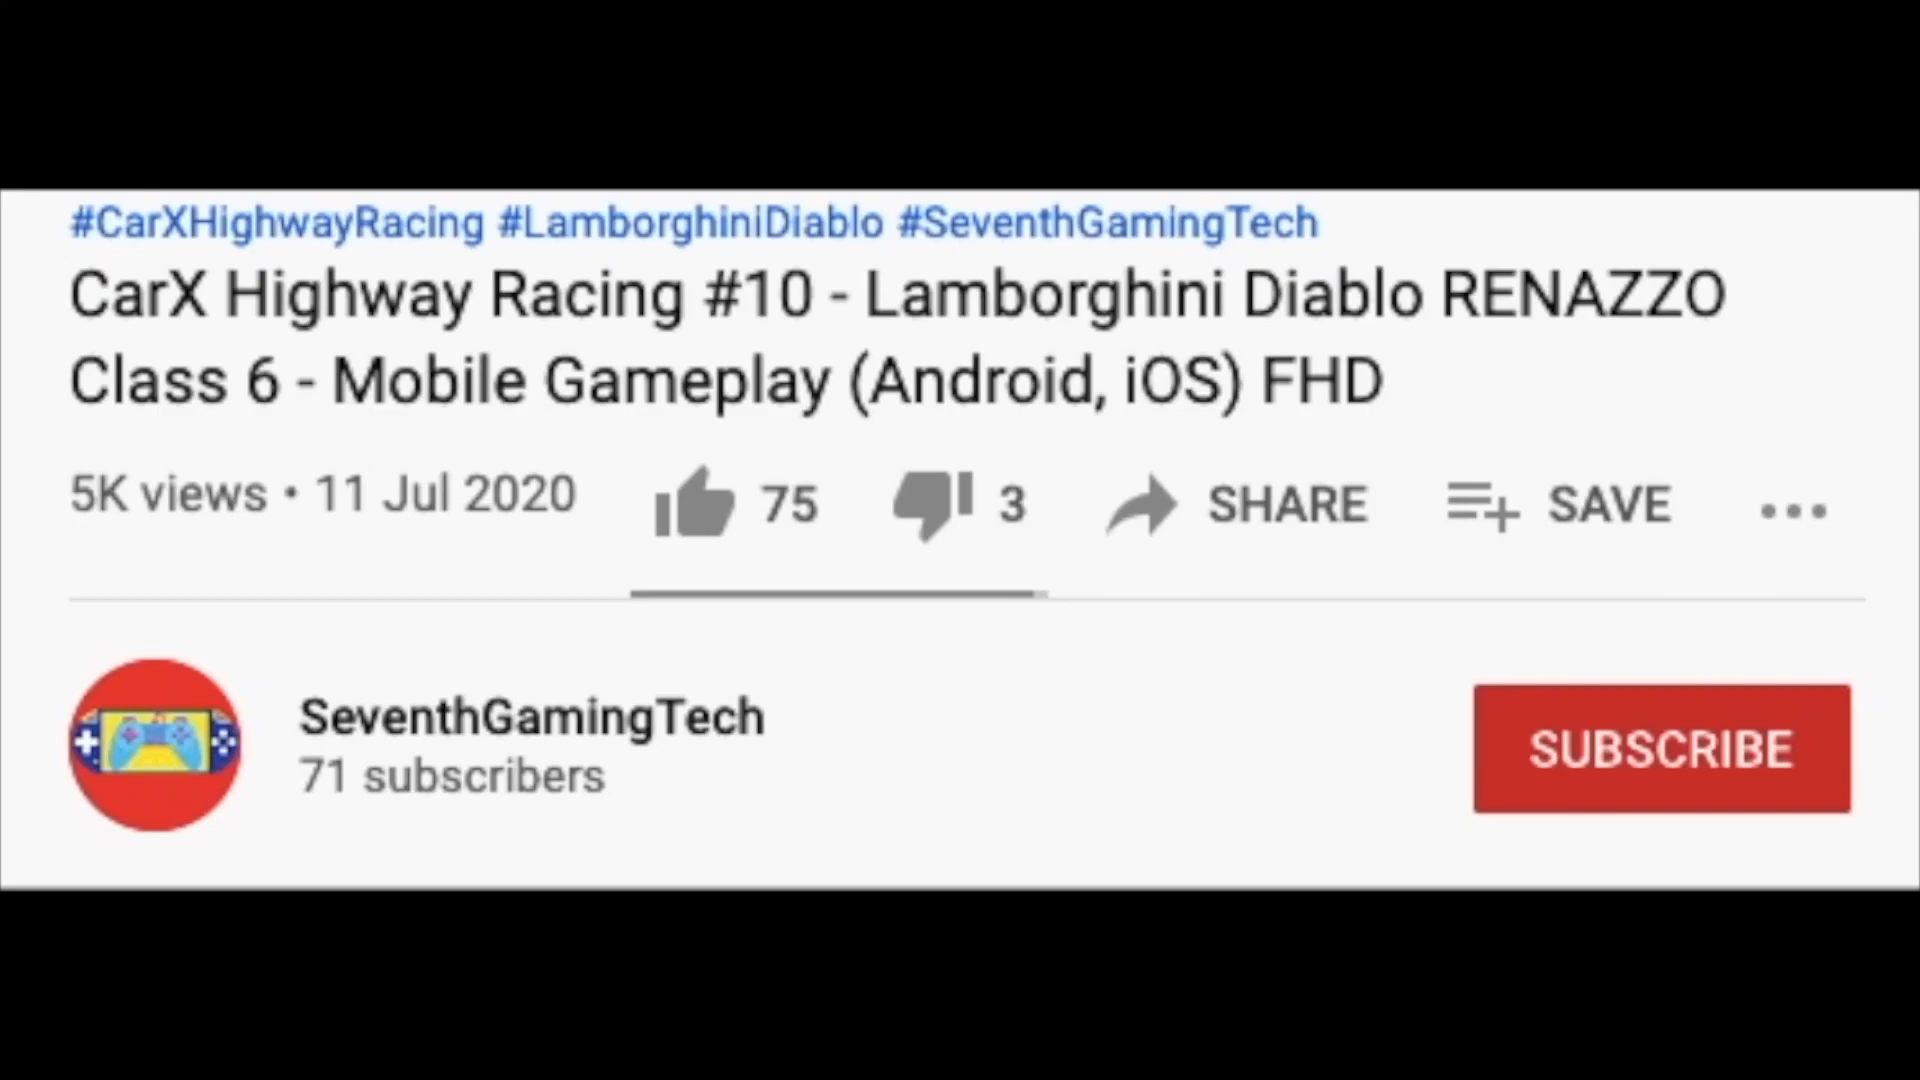 #CarXHighwayRacing #LamborghiniDiablo #SeventhGamingTech
CarX Highway Racing #10 - Lamborghini Diablo RENAZZO
Class 6 - Mobile Gameplay (Android, iOS) FHD
5K views • 11 Jul 2020 75 3 SHARE SAVE ...
SeventhGamingTech
71 subscribers
SUBSCRIBE